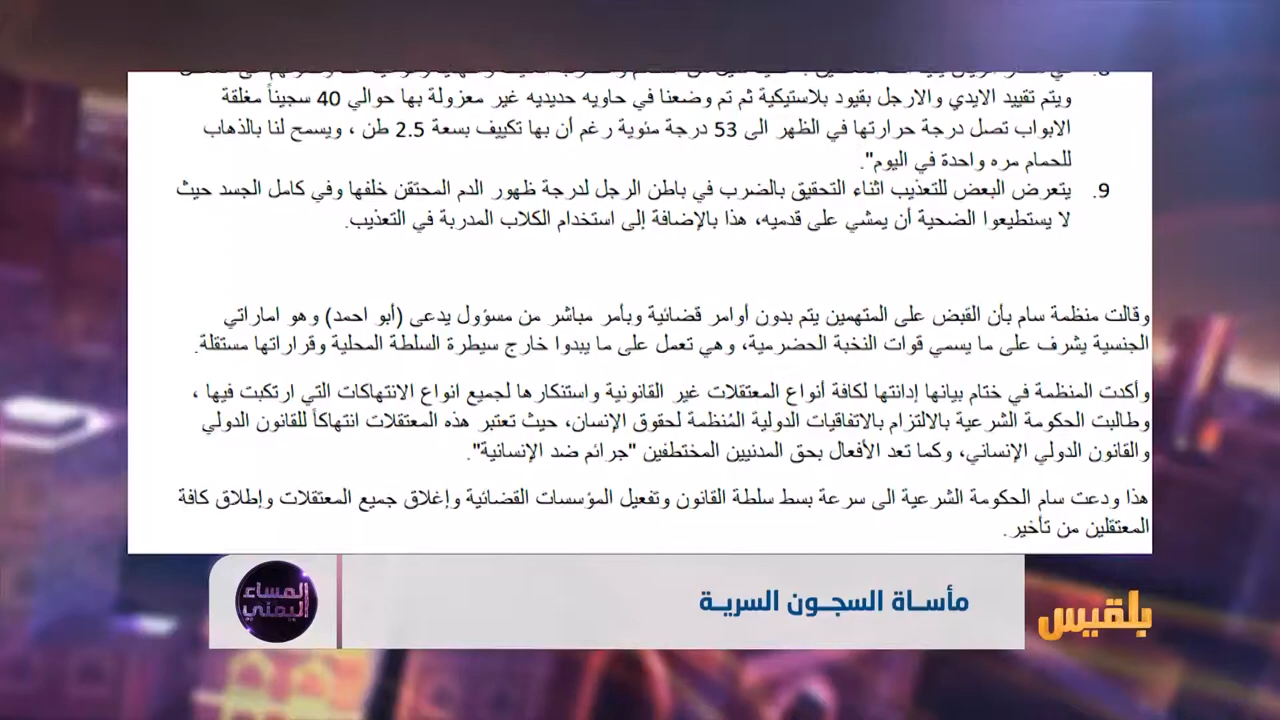 ويتم تقييد الايدي والارجل بقيود بلاستيكية ثم تم وضعنا في حاويه حديديه غير معزولة بها حوالي 40 سجيناً مغلقة
الابواب تصل درجة حرارتها في الظهر الى 53 درجة مئوية رغم أن بها تكييف بسعة 2.5 طن ، ويسمح لنا بالذهاب
للحمام مره واحدة في اليوم".
9. يتعرض البعض للتعذيب اثناء التحقيق بالضرب في باطن الرجل لدرجة ظهور الدم المحتقن خلفها وفي كامل الجسد حيث
لا يستطيعوا الضحية أن يمشي على قدميه، هذا بالإضافة إلى استخدام الكلاب المدربة في التعذيب.
وقالت منظمة سام بأن القبض على المتهمين يتم بدون أوامر قضائية وبأمر مباشر من مسؤول يدعى (أبو احمد) وهو اماراتي
الجنسية يشرف على ما يسمي قوات النخبة الحضرمية، وهي تعمل على ما يبدوا خارج سيطرة السلطة المحلية وقراراتها مستقلة.
وأكدت المنظمة في ختام بيانها إدانتها لكافة أنواع المعتقلات غير القانونية واستنكارها لجميع انواع الانتهاكات التي ارتكبت فيها ،
وطالبت الحكومة الشرعية بالالتزام بالاتفاقيات الدولية المُنظمة لحقوق الإنسان، حيث تعتبر هذه المعتقلات انتهاكاً للقانون الدولي
والقانون الدولي الإنساني، وكما تعد الأفعال بحق المدنيين المختطفين "جرائم ضد الإنسانية".
هذا ودعت سام الحكومة الشرعية الى سرعة بسط سلطة القانون وتفعيل المؤسسات القضائية وإغلاق جميع المعتقلات وإطلاق كافة
المعتقلين من تأخير.
مأساة السجون السرية
المساء
اليمني
بلقيس